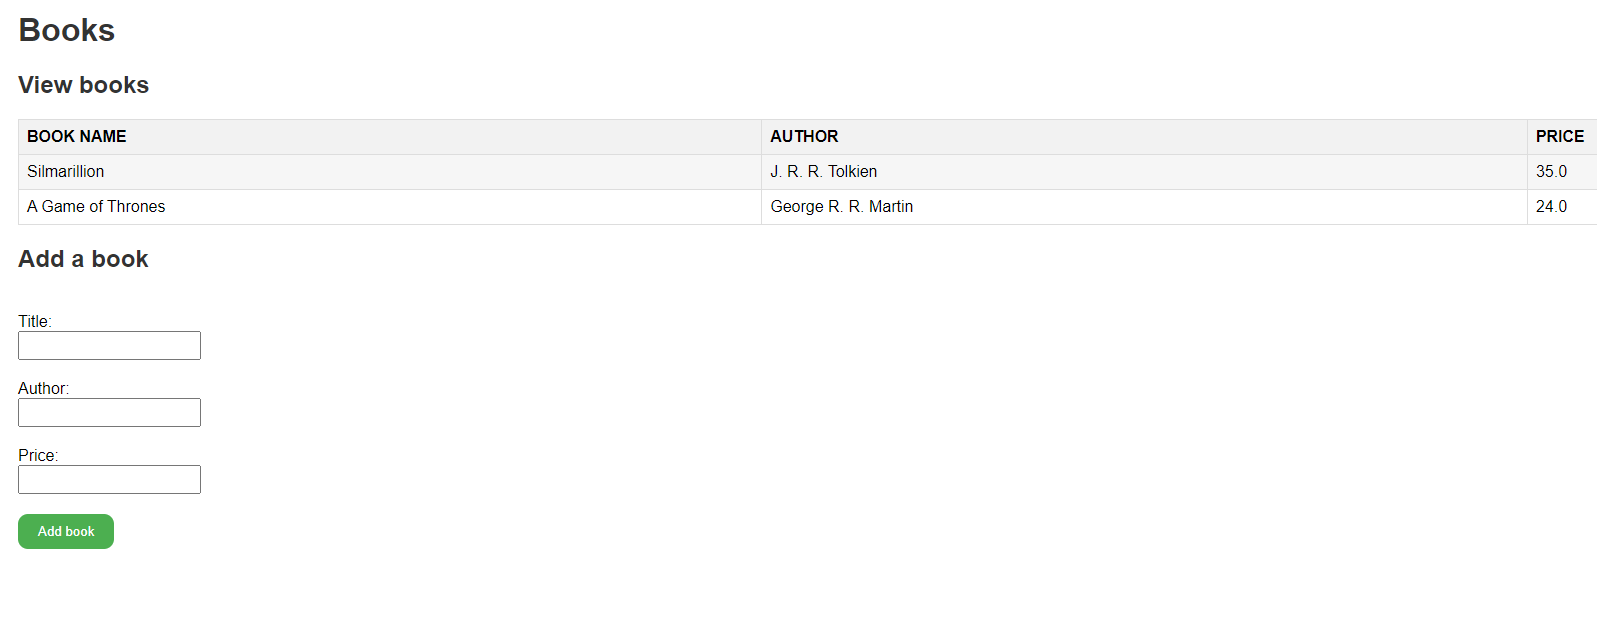 Books
View books
BOOK NAME AUTHOR PRICE
Silmarillion J. R. R. Tolkien 35.0
A Game of Thrones George R. R. Martin 24.0
Add a book
Title:
Author:
Price:
Add book